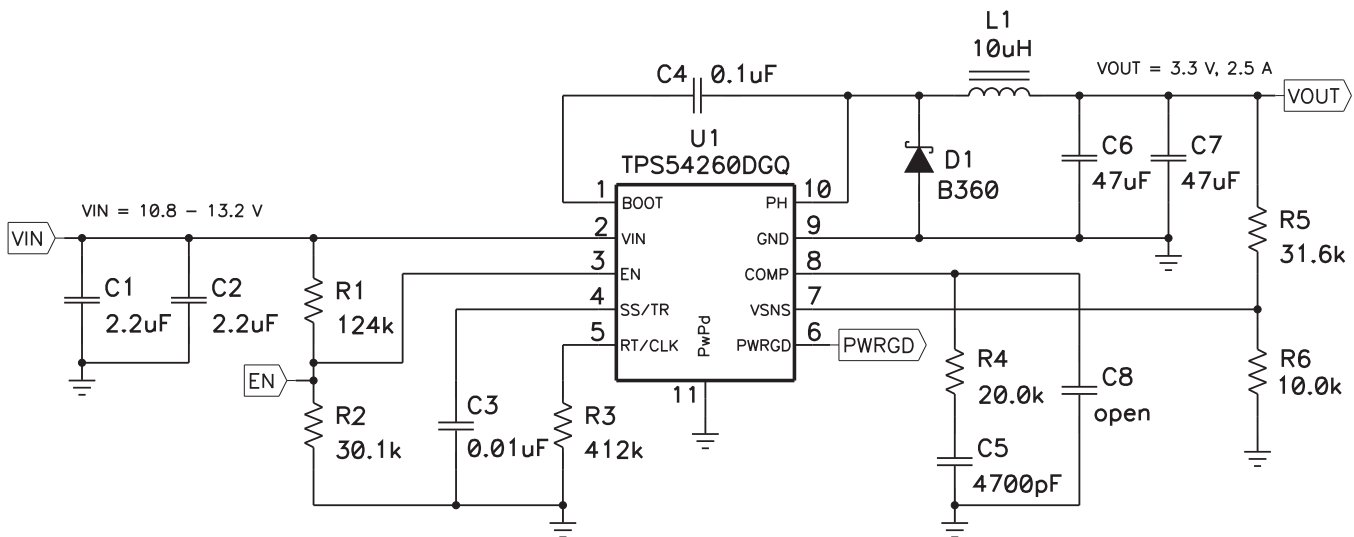 L1
10uH
C4 0.1uF
VOUT = 3.3 V, 2.5 A
VOUT
U1
TPS54260DGQ
D1
B360
C6
47uF
C7
47uF
1
BOOT
PH
10
VIN = 10.8 – 13.2 V
VIN
2
VIN
GND
9
R5
31.6k
3
EN
COMP
8
C1
2.2uF
C2
2.2uF
R1
124k
4
SS/TR
VSNS
7
5
RT/CLK
PwPd
PWRGD
6
PWRGD
EN
11
R4
20.0k
C8
open
R6
10.0k
R2
30.1k
C3
0.01uF
R3
412k
C5
4700pF